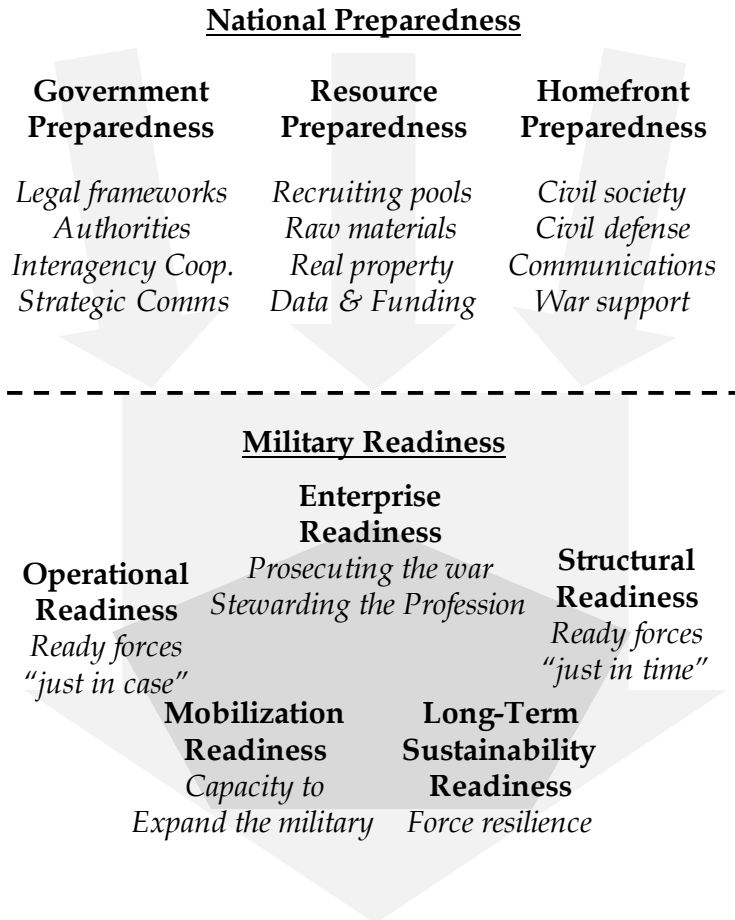 National Preparedness
Government
Preparedness
Legal frameworks
Authorities
Interagency Coop.
Strategic Comms
Resource
Preparedness
Recruiting pools
Raw materials
Real property
Data & Funding
Homefront
Preparedness
Civil society
Civil defense
Communications
War support
Military Readiness
Enterprise
Readiness
Prosecuting the war
Stewarding the Profession
Operational
Readiness
Ready forces
“just in case”
Structural
Readiness
Ready forces
“just in time”
Mobilization
Readiness
Capacity to
Expand the military
Long-Term
Sustainability
Readiness
Force resilience